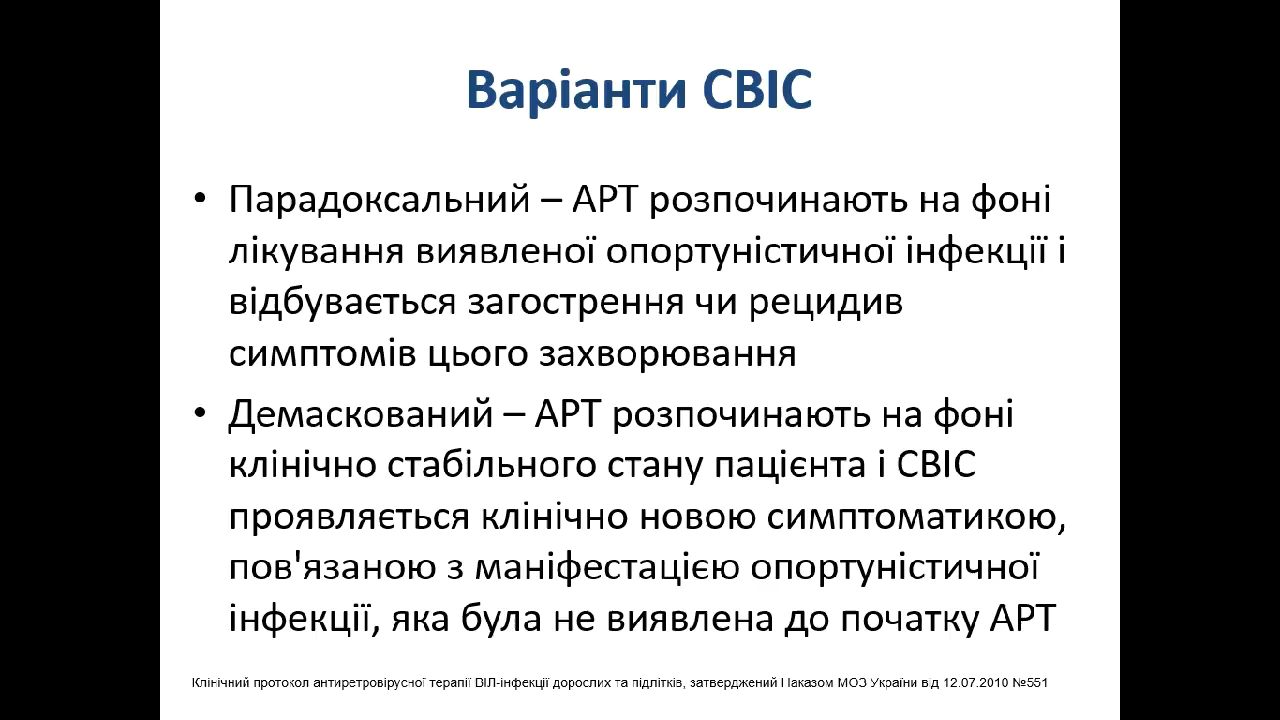 Варіанти СВІС
• Парадоксальний – АРТ розпочинають на фоні
лікування виявленої опортуністичної інфекції і
відбувається загострення чи рецидив
симптомів цього захворювання
• Демаскований – АРТ розпочинають на фоні
клінічно стабільного стану пацієнта і СВІС
проявляється клінічно новою симптоматикою,
пов'язаною з маніфестацією опортуністичної
інфекції, яка була не виявлена до початку АРТ
Клінічний протокол антиретровірусної терапії ВІЛ-інфекції дорослих та підлітків, затверджений Наказом МОЗ України від 12.07.2010 №551